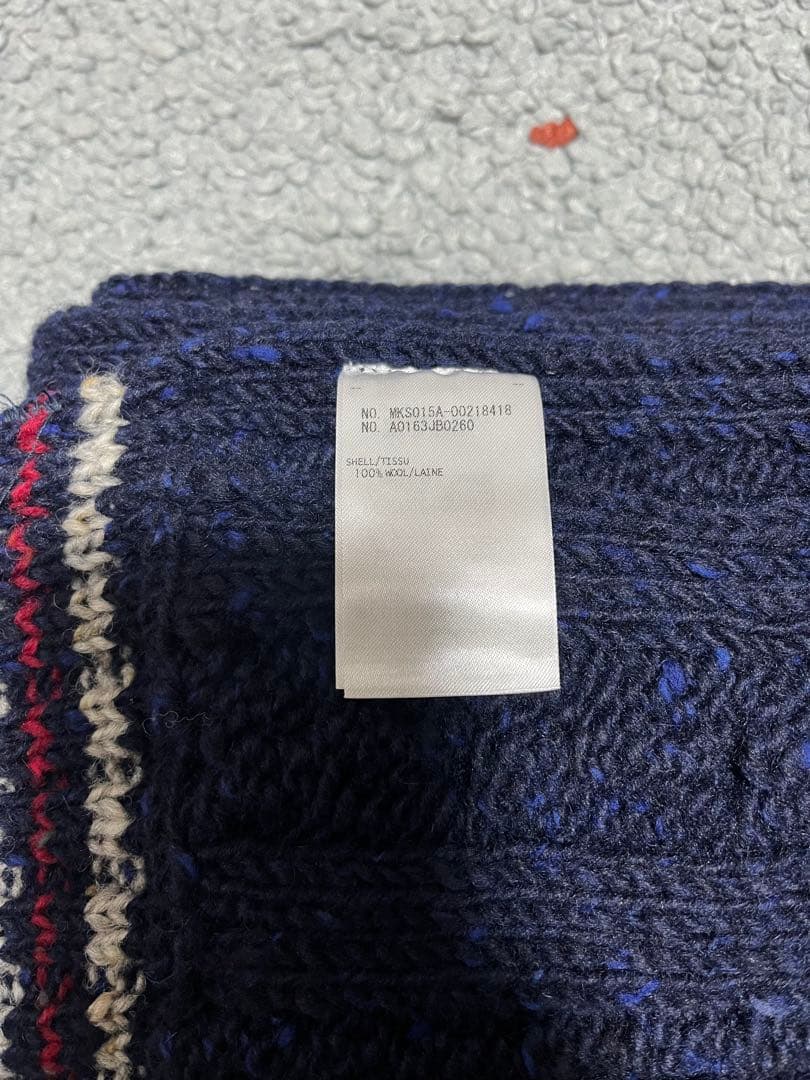 NO. MKS015A-00218418
NO. A0163JB0260
SHELL/TISSU
100% WOOL/LAINE